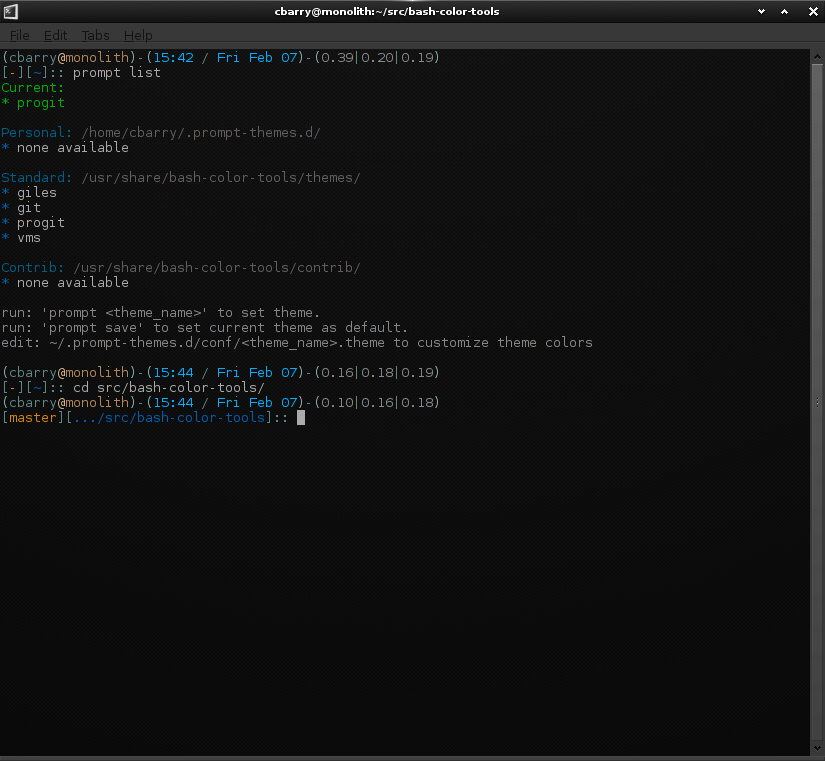 cbarry@monolith:~/src/bash-color-tools
File Edit Tabs Help
(cbarry@monolith)-(15:42 / Fri Feb 07)-(0.39|0.20|0.19)
[-][~]:: prompt list
Current:
* progit
Personal: /home/cbarry/.prompt-themes.d/
* none available
Standard: /usr/share/bash-color-tools/themes/
* giles
* git
* progit
* vms
Contrib: /usr/share/bash-color-tools/contrib/
* none available
run: 'prompt <theme_name>' to set theme.
run: 'prompt save' to set current theme as default.
edit: ~/.prompt-themes.d/conf/<theme_name>.theme to customize theme colors
(cbarry@monolith)-(15:44 / Fri Feb 07)-(0.16|0.18|0.19)
[-][~]:: cd src/bash-color-tools/
(cbarry@monolith)-(15:44 / Fri Feb 07)-(0.10|0.16|0.18)
[master][.../src/bash-color-tools]::